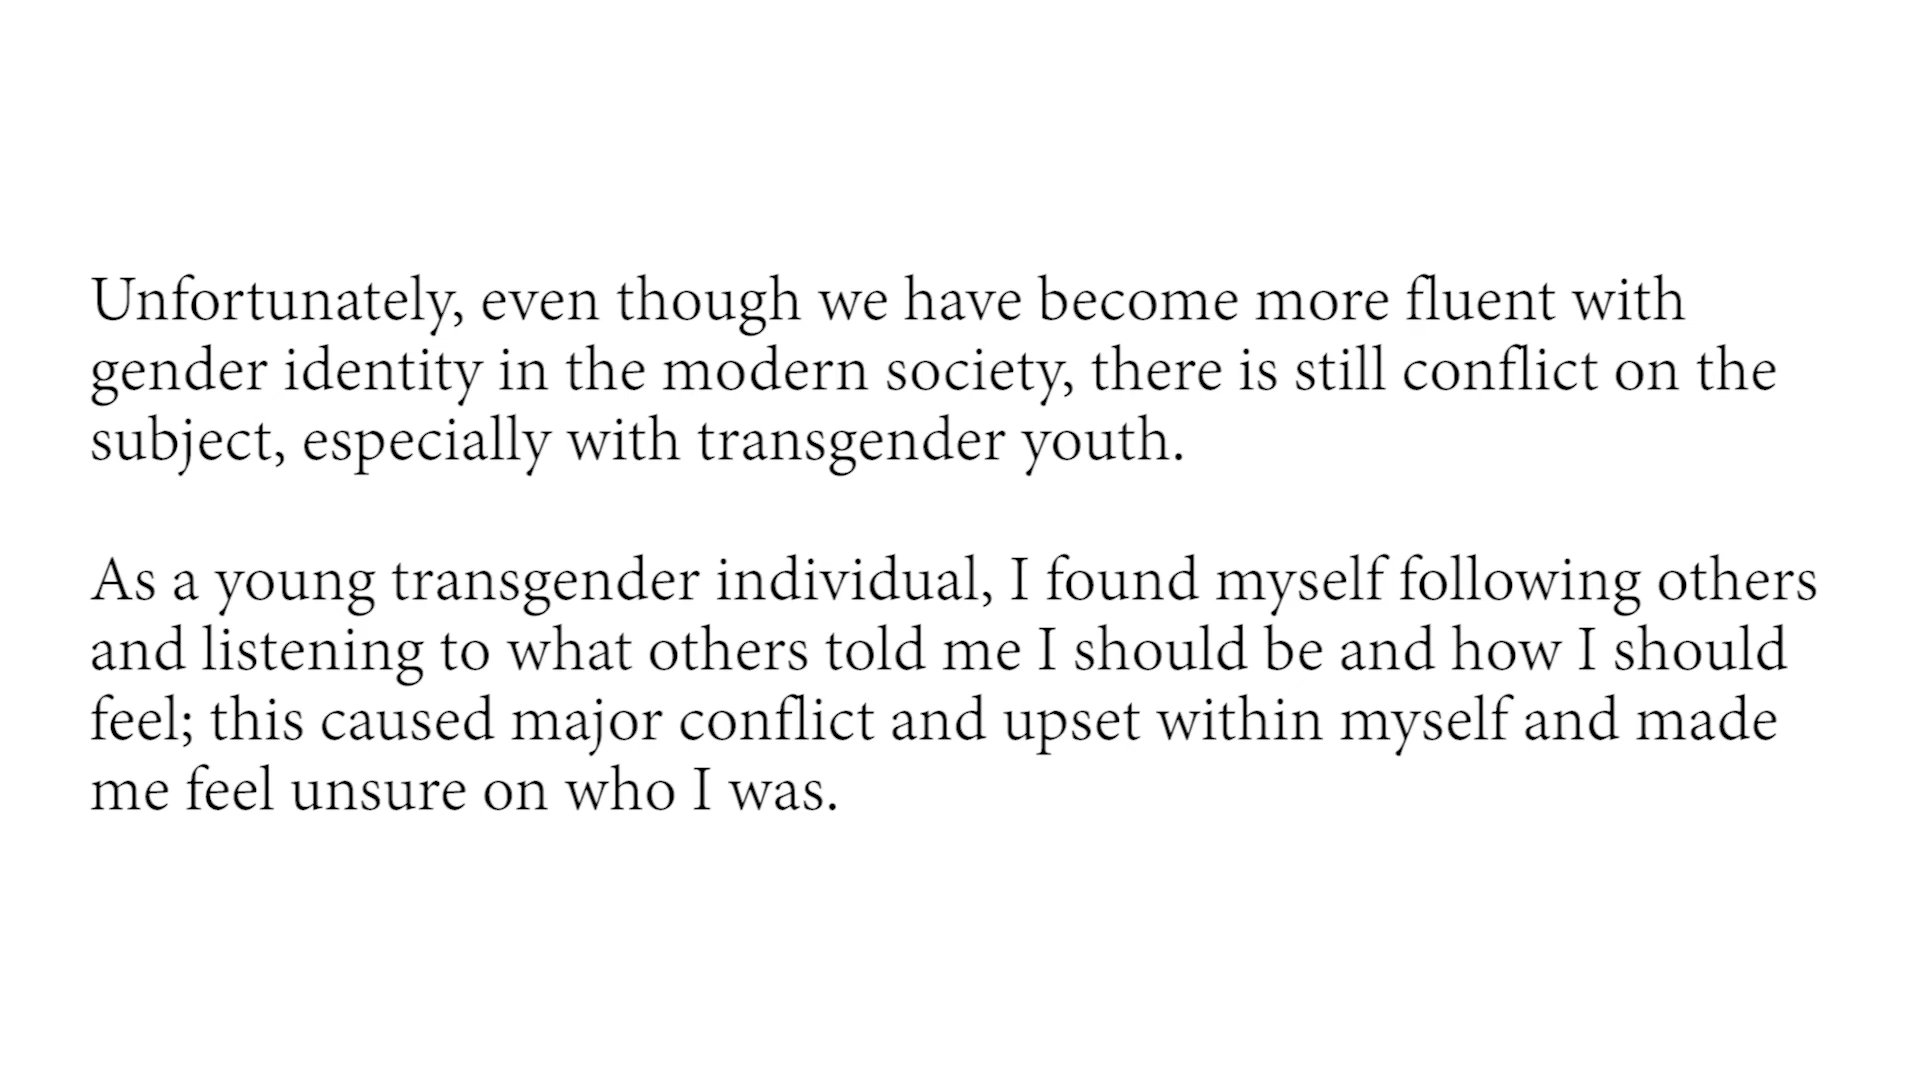 Unfortunately, even though we have become more fluent with
gender identity in the modern society, there is still conflict on the
subject, especially with transgender youth.
As a young transgender individual, I found myself following others
and listening to what others told me I should be and how I should
feel; this caused major conflict and upset within myself and made
me feel unsure on who I was.